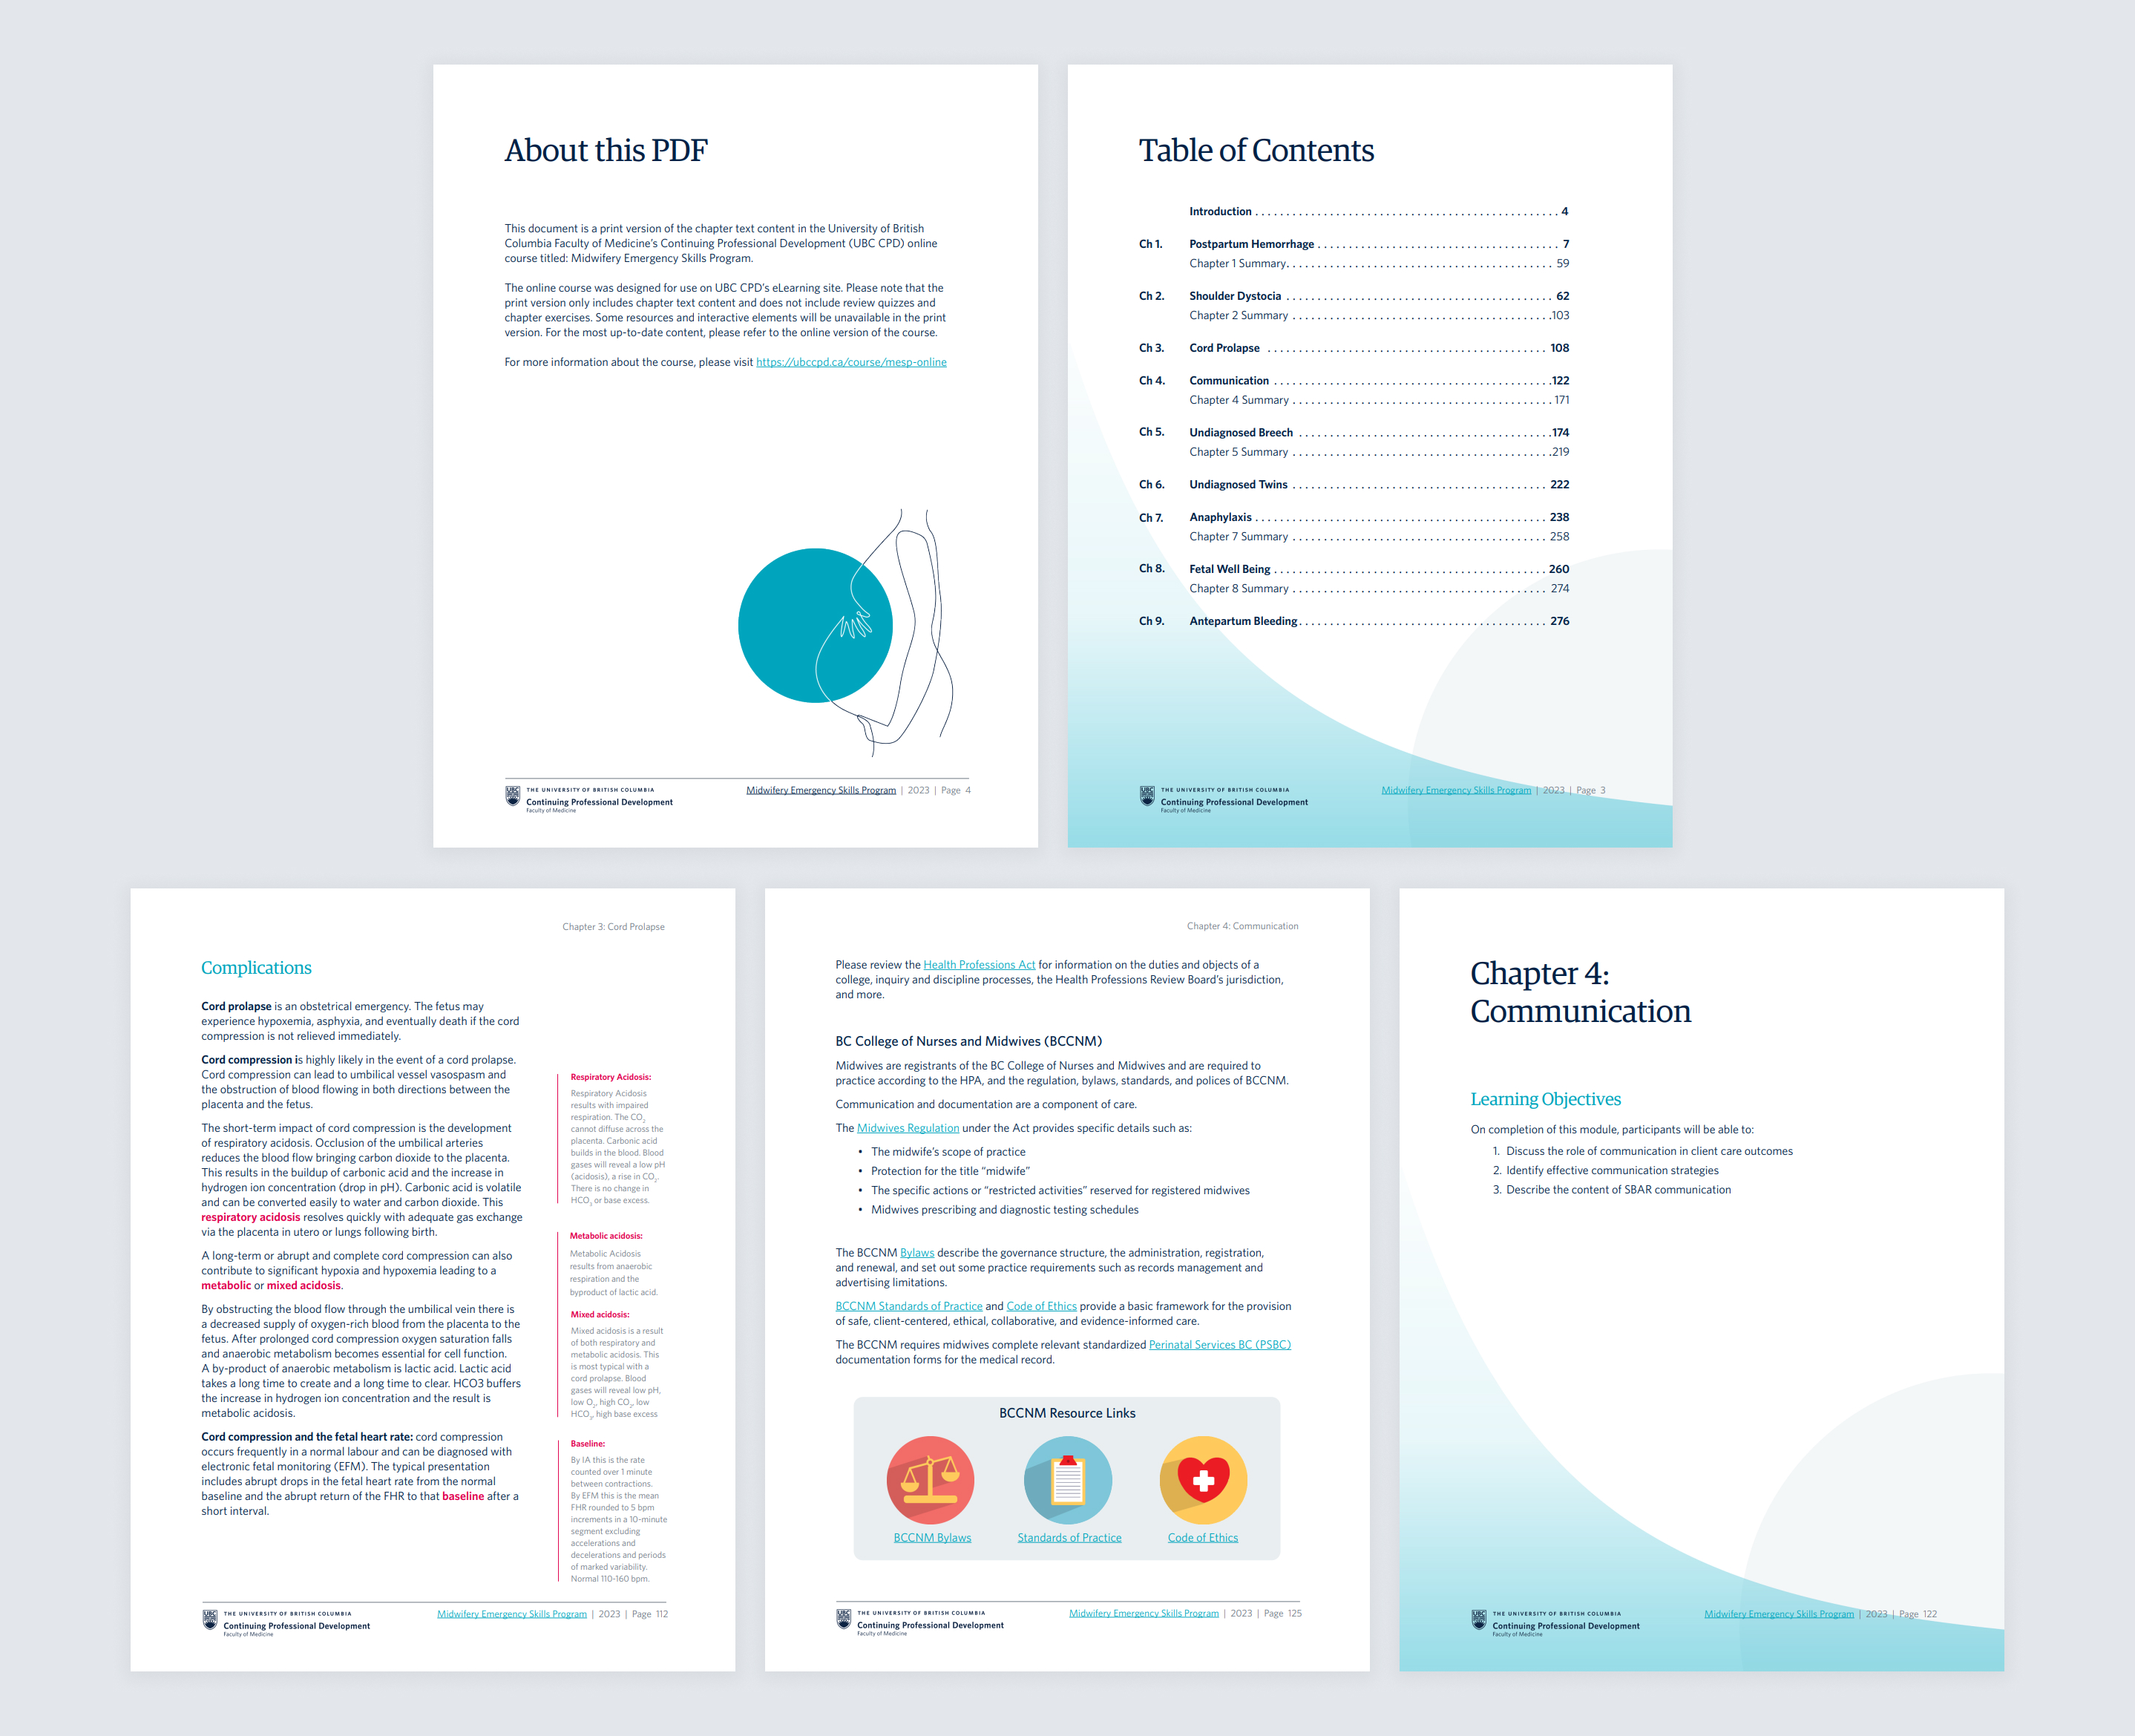 About this PDF
This document is a print version of the chapter text content in the University of British
Columbia Faculty of Medicine's Continuing Professional Development (UBC CPD) online
course titled: Midwifery Emergency Skills Program.
The online course was designed for use on UBC CPD's eLearning site. Please note that the
print version only includes chapter text content and does not include review quizzes and
chapter exercises. Some resources and interactive elements will be unavailable in the print
version. For the most up-to-date content, please refer to the online version of the course.
For more information about the course, please visit https://ubccpd.ca/course/mesp-online
UBC
THE UNIVERSITY OF BRITISH COLUMBIA
Continuing Professional Development
Faculty of Medicine
Midwifery Emergency Skills Program | 2023 | Page 4
Table of Contents
Introduction 4
Ch 1. Postpartum Hemorrhage 7
Chapter 1 Summary 59
Ch 2. Shoulder Dystocia 62
Chapter 2 Summary 103
Ch 3. Cord Prolapse 108
Ch 4. Communication 122
Chapter 4 Summary 171
Ch 5. Undiagnosed Breech 174
Chapter 5 Summary 219
Ch 6. Undiagnosed Twins 222
Ch 7. Anaphylaxis 238
Chapter 7 Summary 258
Ch 8. Fetal Well Being 260
Chapter 8 Summary 274
Ch 9. Antepartum Bleeding 276
UBC
THE UNIVERSITY OF BRITISH COLUMBIA
Continuing Professional Development
Faculty of Medicine
Midwifery Emergency Skills Program | 2023 | Page 3
Chapter 3: Cord Prolapse
Complications
Cord prolapse is an obstetrical emergency. The fetus may
experience hypoxemia, asphyxia, and eventually death if the cord
compression is not relieved immediately.
Cord compression is highly likely in the event of a cord prolapse.
Cord compression can lead to umbilical vessel vasospasm and
the obstruction of blood flowing in both directions between the
placenta and the fetus.
The short-term impact of cord compression is the development
of respiratory acidosis. Occlusion of the umbilical arteries
reduces the blood flow bringing carbon dioxide to the placenta.
This results in the buildup of carbonic acid and the increase in
hydrogen ion concentration (drop in pH). Carbonic acid is volatile
and can be converted easily to water and carbon dioxide. This
respiratory acidosis resolves quickly with adequate gas exchange
via the placenta in utero or lungs following birth.
A long-term or abrupt and complete cord compression can also
contribute to significant hypoxia and hypoxemia leading to a
metabolic or mixed acidosis.
By obstructing the blood flow through the umbilical vein there is
a decreased supply of oxygen-rich blood from the placenta to the
fetus. After prolonged cord compression oxygen saturation falls
and anaerobic metabolism becomes essential for cell function.
A by-product of anaerobic metabolism is lactic acid. Lactic acid
takes a long time to create and a long time to clear. HCO3 buffers
the increase in hydrogen ion concentration and the result is
metabolic acidosis.
Cord compression and the fetal heart rate: cord compression
occurs frequently in a normal labour and can be diagnosed with
electronic fetal monitoring (EFM). The typical presentation
includes abrupt drops in the fetal heart rate from the normal
baseline and the abrupt return of the FHR to that baseline after a
short interval.
Respiratory Acidosis:
Respiratory Acidosis
results with impaired
respiration. The CO₂
cannot diffuse across the
placenta. Carbonic acid
builds in the blood. Blood
gases will reveal a low pH
(acidosis), a rise in CO₂.
There is no change in
HCO₃ or base excess.
Metabolic acidosis:
Metabolic Acidosis
results from anaerobic
respiration and the
byproduct of lactic acid.
Mixed acidosis:
Mixed acidosis is a result
of both respiratory and
metabolic acidosis. This
is most typical with a
cord prolapse. Blood
gases will reveal low pH,
low O₂, high CO₂, low
HCO₃, high base excess
Baseline:
By IA this is the rate
counted over 1 minute
between contractions.
By EFM this is the mean
FHR rounded to 5 bpm
increments in a 10-minute
segment excluding
accelerations and
decelerations and periods
of marked variability.
Normal 110-160 bpm.
UBC
THE UNIVERSITY OF BRITISH COLUMBIA
Continuing Professional Development
Faculty of Medicine
Midwifery Emergency Skills Program | 2023 | Page 112
Chapter 4: Communication
Please review the Health Professions Act for information on the duties and objects of a
college, inquiry and discipline processes, the Health Professions Review Board's jurisdiction,
and more.
BC College of Nurses and Midwives (BCCNM)
Midwives are registrants of the BC College of Nurses and Midwives and are required to
practice according to the HPA, and the regulation, bylaws, standards, and polices of BCCNM.
Communication and documentation are a component of care.
The Midwives Regulation under the Act provides specific details such as:
• The midwife's scope of practice
• Protection for the title "midwife"
• The specific actions or "restricted activities" reserved for registered midwives
• Midwives prescribing and diagnostic testing schedules
The BCCNM Bylaws describe the governance structure, the administration, registration,
and renewal, and set out some practice requirements such as records management and
advertising limitations.
BCCNM Standards of Practice and Code of Ethics provide a basic framework for the provision
of safe, client-centered, ethical, collaborative, and evidence-informed care.
The BCCNM requires midwives complete relevant standardized Perinatal Services BC (PSBC)
documentation forms for the medical record.
BCCNM Resource Links
BCCNM Bylaws
Standards of Practice
Code of Ethics
UBC
THE UNIVERSITY OF BRITISH COLUMBIA
Continuing Professional Development
Faculty of Medicine
Midwifery Emergency Skills Program | 2023 | Page 125
Chapter 4:
Communication
Learning Objectives
On completion of this module, participants will be able to:
1. Discuss the role of communication in client care outcomes
2. Identify effective communication strategies
3. Describe the content of SBAR communication
UBC
THE UNIVERSITY OF BRITISH COLUMBIA
Continuing Professional Development
Faculty of Medicine
Midwifery Emergency Skills Program | 2023 | Page 122